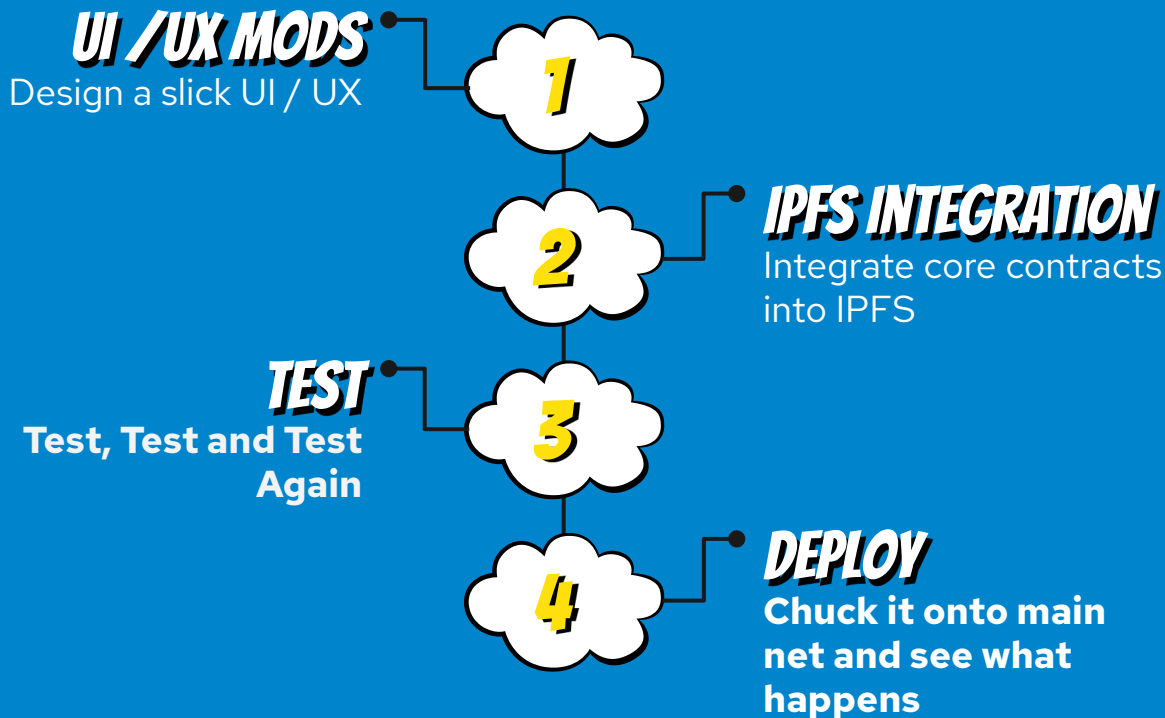 UI /UX MODS
Design a slick UI / UX
1
2
IPFS INTEGRATION
Integrate core contracts
into IPFS
TEST
Test, Test and Test
Again
3
4
DEPLOY
Chuck it onto main
net and see what
happens